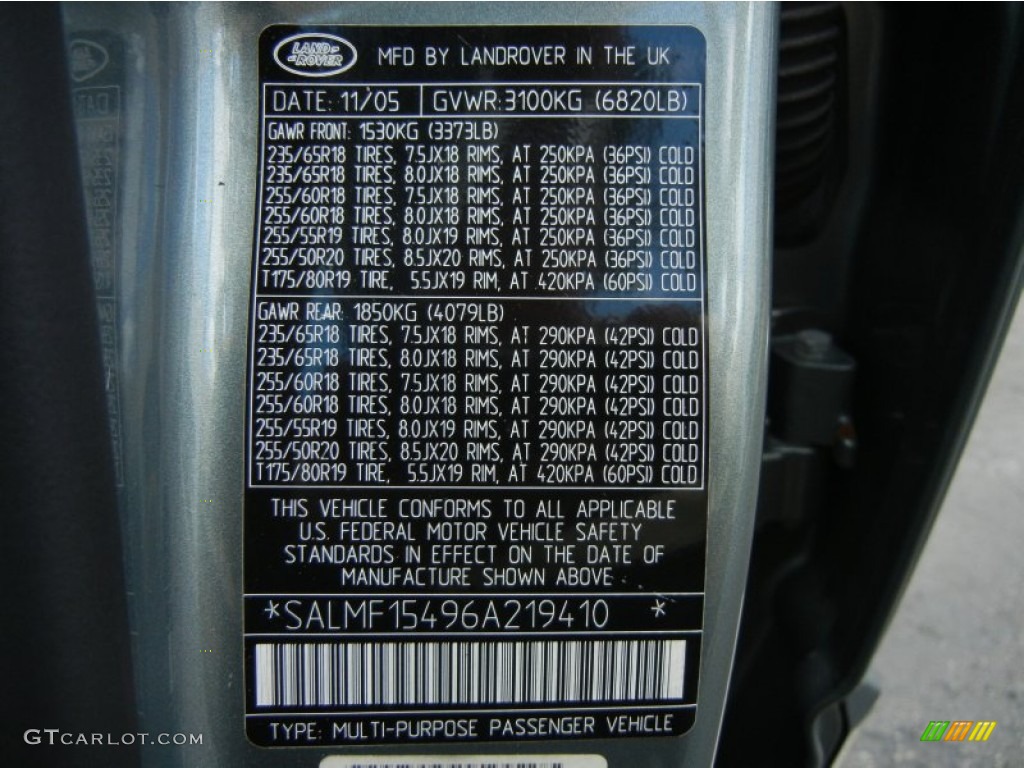 LAND-ROVER MFD BY LANDROVER IN THE UK
DATE: 11/05 GVWR:3100KG (6820LB)
GAWR FRONT: 1530KG (3373LB)
235/65R18 TIRES, 7.5JX18 RIMS, AT 250KPA (36PSI) COLD
235/65R18 TIRES, 8.0JX18 RIMS, AT 250KPA (36PSI) COLD
255/60R18 TIRES, 7.5JX18 RIMS, AT 250KPA (36PSI) COLD
255/60R18 TIRES, 8.0JX18 RIMS, AT 250KPA (36PSI) COLD
255/55R19 TIRES, 8.0JX19 RIMS, AT 250KPA (36PSI) COLD
255/50R20 TIRES, 8.5JX20 RIMS, AT 250KPA (36PSI) COLD
T175/80R19 TIRE, 5.5JX19 RIM, AT 420KPA (60PSI) COLD
GAWR REAR: 1850KG (4079LB)
235/65R18 TIRES, 7.5JX18 RIMS, AT 290KPA (42PSI) COLD
235/65R18 TIRES, 8.0JX18 RIMS, AT 290KPA (42PSI) COLD
255/60R18 TIRES, 7.5JX18 RIMS, AT 290KPA (42PSI) COLD
255/60R18 TIRES, 8.0JX18 RIMS, AT 290KPA (42PSI) COLD
255/55R19 TIRES, 8.0JX19 RIMS, AT 290KPA (42PSI) COLD
255/50R20 TIRES, 8.5JX20 RIMS, AT 290KPA (42PSI) COLD
T175/80R19 TIRE, 5.5JX19 RIM, AT 420KPA (60PSI) COLD
THIS VEHICLE CONFORMS TO ALL APPLICABLE
U.S. FEDERAL MOTOR VEHICLE SAFETY
STANDARDS IN EFFECT ON THE DATE OF
MANUFACTURE SHOWN ABOVE
*SALMF15496A219410 *
TYPE: MULTI-PURPOSE PASSENGER VEHICLE
GTCARLOT.COM